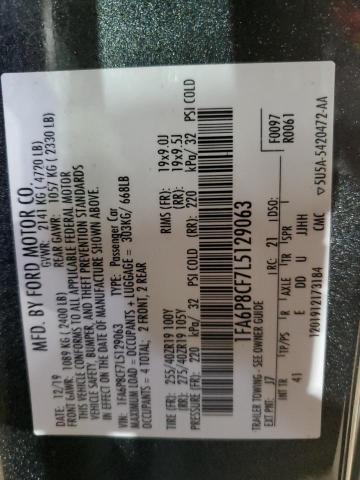 MFD. BY FORD MOTOR CO.
12/19 GVWR: 2141 KG ( 4720 LB)
FRONT GAWR: 1089 KG (2400 LB) REAR GAWR: 1057 KG ( 2330 LB)
THIS VEHICLE CONFORMS TO ALL APPLICABLE FEDERAL MOTOR
VEHICLE SAFETY, BUMPER, AND THEFT PREVENTION STANDARDS
IN EFFECT ON THE DATE OF MANUFACTURE SHOWN ABOVE.
VIN: 1FA6P8CF7L5129063 TYPE: Passenger Car
MAXIMUM LOAD = OCCUPANTS + LUGGAGE = 303KG/ 668LB
OCCUPANTS = 4 TOTAL; 2 FRONT, 2 REAR
TIRE (FR): 255/40ZR19 100Y RIMS (FR): 19x9.0J
(RR): 275/40ZR19 105Y (RR): 19x9.5J
PRESSURE (FR): 220 kPa/ 32 PSI COLD (RR): 220 kPa/ 32 PSI COLD
1FA6P8CF7L5129063
TRAILER TOWING - SEE OWNER GUIDE F0097
EXT PNT: J7 RC: 21 DSO: R0061
INT TR TP/PS R AXLE TR SPR
41 E DD U JJHH
1Z0191217318A CMC ▽5U5A-5420472-AA